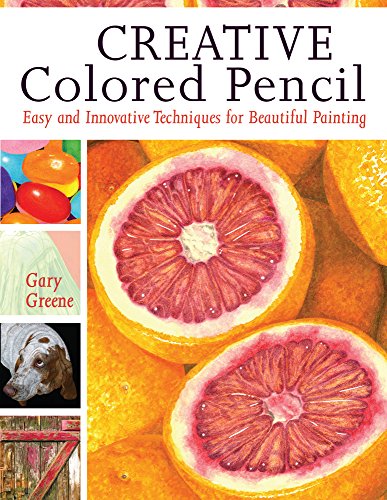 CREATIVE
Colored Pencil
Easy and Innovative Techniques for Beautiful Painting
Gary
Greene